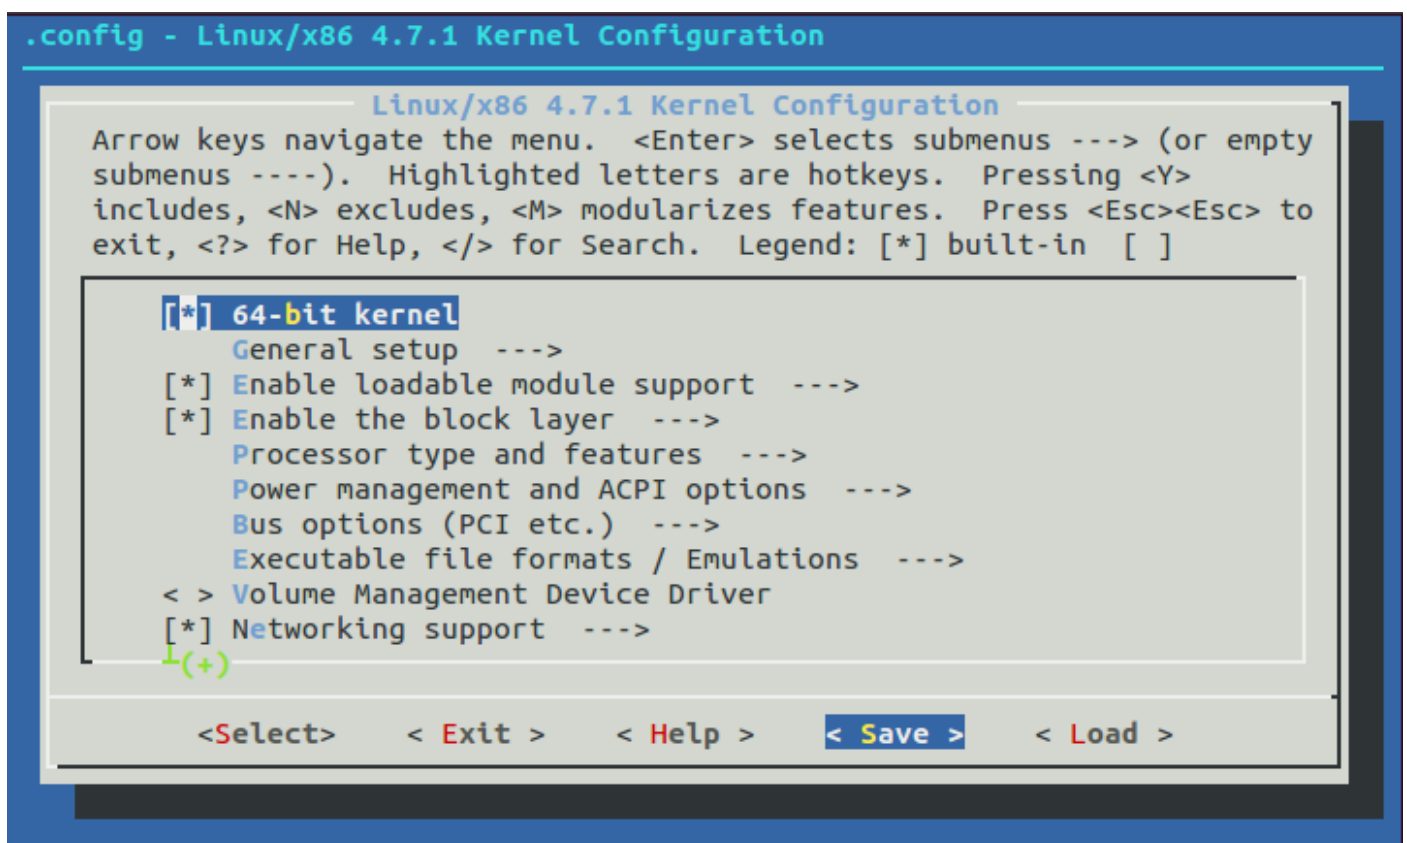 .config - Linux/x86 4.7.1 Kernel Configuration
Linux/x86 4.7.1 Kernel Configuration
Arrow keys navigate the menu.  <Enter> selects submenus ---> (or empty
submenus ----).  Highlighted letters are hotkeys.  Pressing <Y>
includes, <N> excludes, <M> modularizes features.  Press <Esc><Esc> to
exit, <?> for Help, </> for Search.  Legend: [*] built-in  [ ]
[*] 64-bit kernel
General setup  --->
[*] Enable loadable module support  --->
[*] Enable the block layer  --->
Processor type and features  --->
Power management and ACPI options  --->
Bus options (PCI etc.)  --->
Executable file formats / Emulations  --->
< > Volume Management Device Driver
[*] Networking support  --->
┴(+)
<Select>    < Exit >    < Help >    < Save >    < Load >